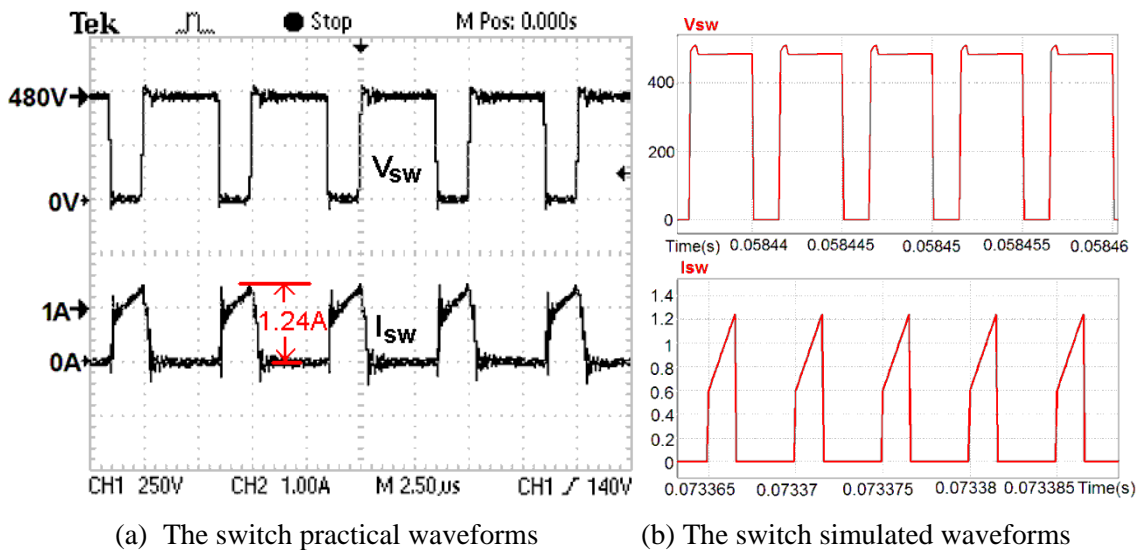 Tek Stop M Pos: 0.000s
480V
0V
Vsw
1A
1.24A
0A
Isw
CH1 250V CH2 1.00A M 2.50us CH1 140V
Vsw
400
200
0
Time(s) 0.05844 0.058445 0.05845 0.058455 0.05846
Isw
1.4
1.2
1
0.8
0.6
0.4
0.2
0
0.073365 0.07337 0.073375 0.07338 0.073385 Time(s)
(a) The switch practical waveforms
(b) The switch simulated waveforms